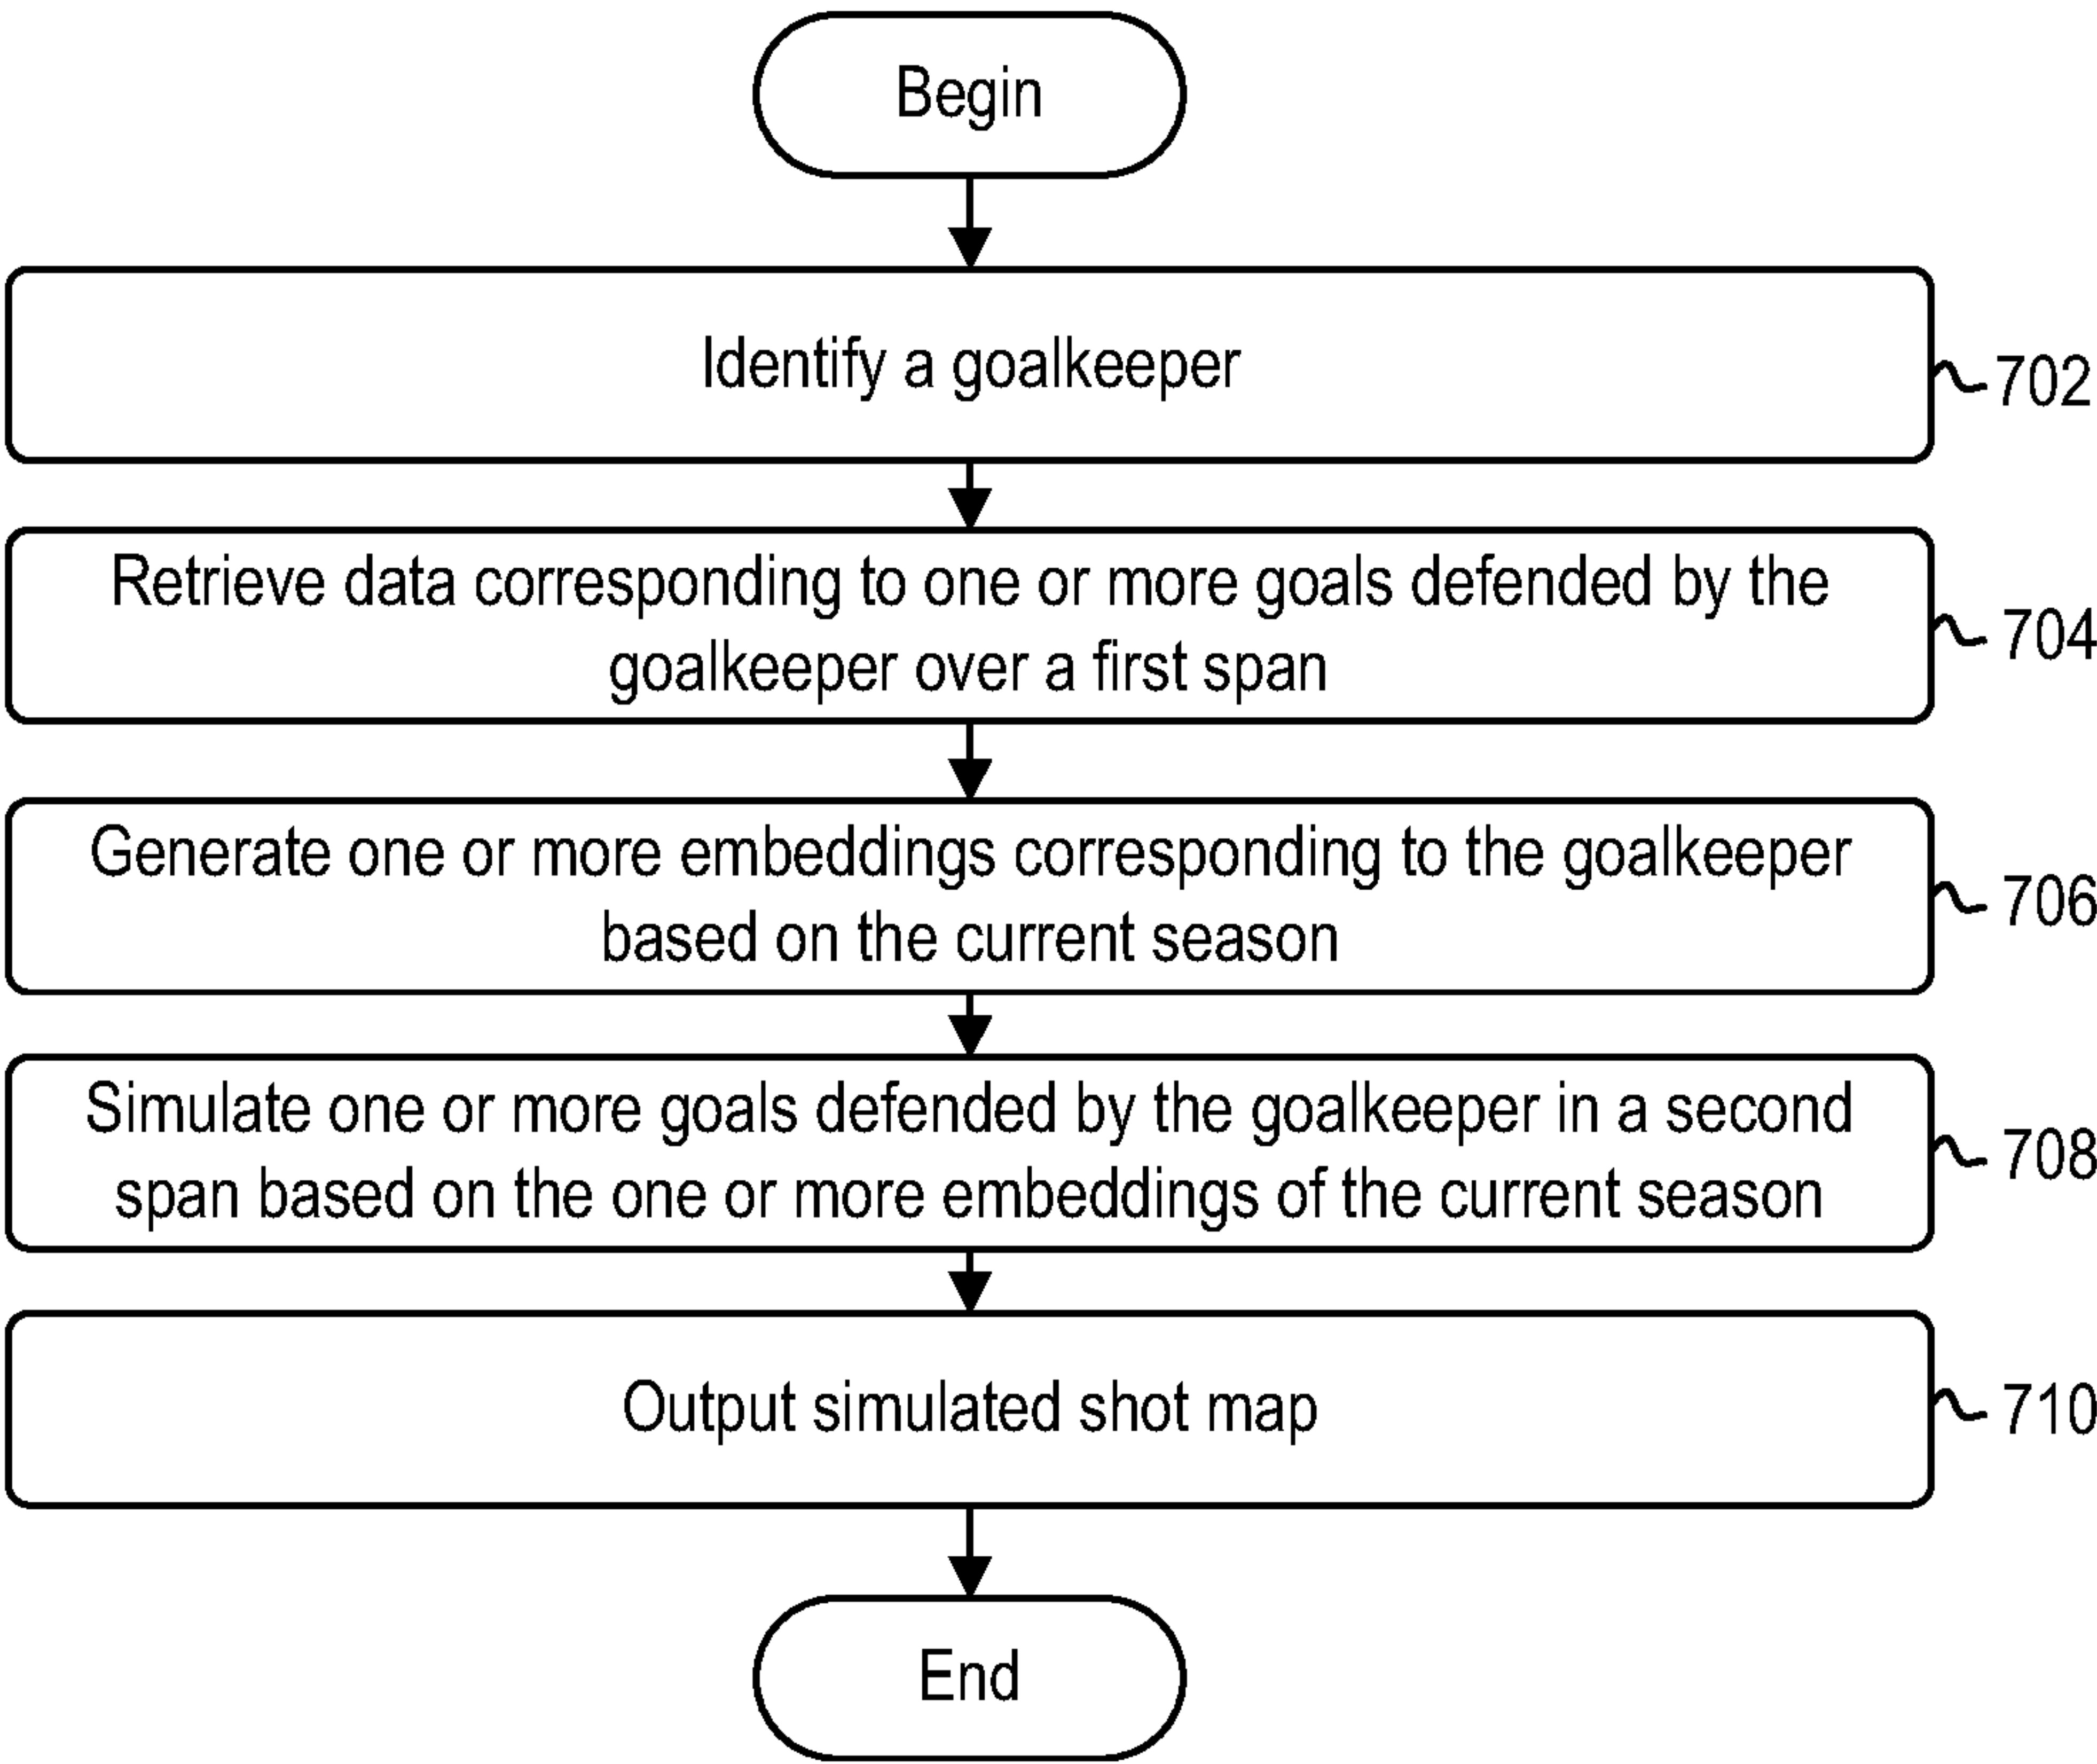 Begin
Identify a goalkeeper
702
Retrieve data corresponding to one or more goals defended by the
goalkeeper over a first span
704
Generate one or more embeddings corresponding to the goalkeeper
based on the current season
706
Simulate one or more goals defended by the goalkeeper in a second
span based on the one or more embeddings of the current season
708
Output simulated shot map
710
End